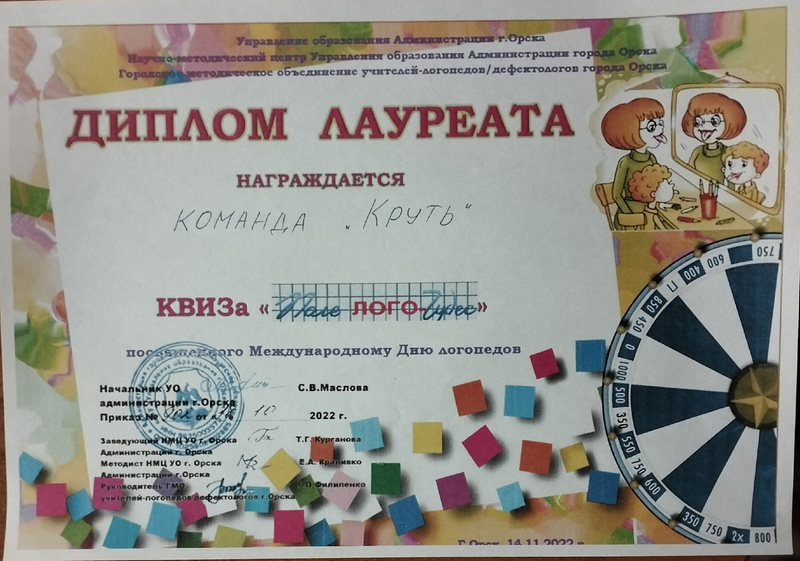 Управление образования Администрации г.Орска
Научно-методический центр Управления образования Администрации города Орска
Городское методическое объединение учителей-логопедов/дефектологов города Орска
ДИПЛОМ ЛАУРЕАТА
НАГРАЖДАЕТСЯ
КОМАНДА „КРУТЬ"
КВИЗа «Поле ЛОГО-Чудес»
посвященного Международному Дню логопедов
Начальник УО С.В.Маслова
администрации г.Орска
Приказ № от 10 2022 г.
Заведующий НМЦ УО г. Орска Т.Г. Курганова
Администрации г.Орска
Методист НМЦ УО г. Орска Е.А. Крапивко
Администрации г.Орска
Руководитель ГМО Филипенко
учителей-логопедов дефектологов г.Орска
Г.Орск, 14.11.2022 г.
750
600
400
П
850
450
0
1000
500
350
550
750
600
350
750
2x
800